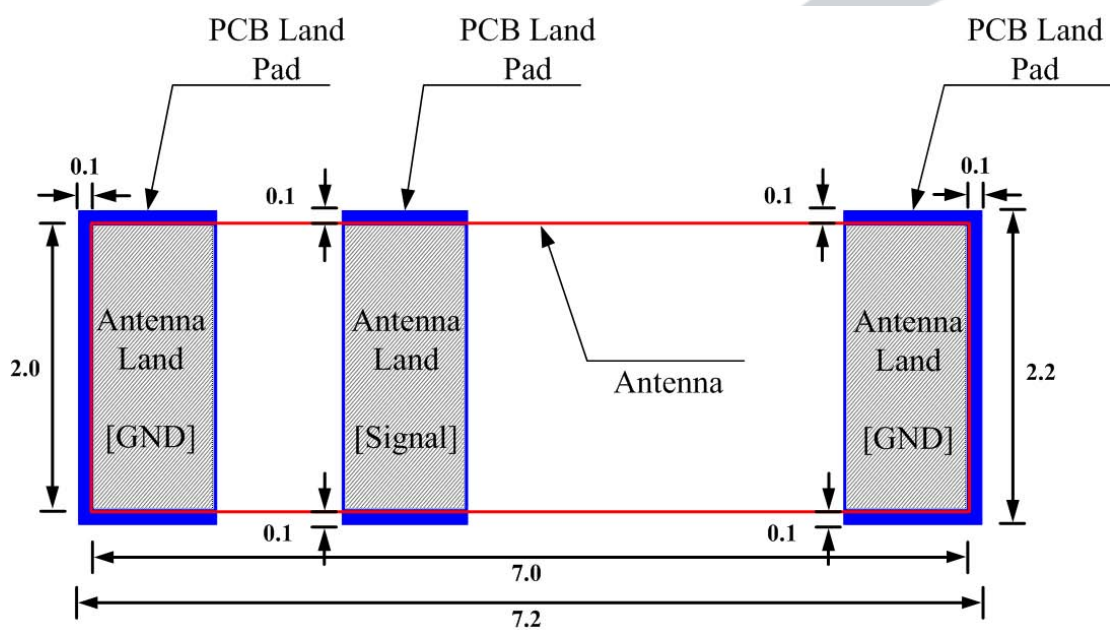 PCB Land
Pad
PCB Land
Pad
PCB Land
Pad
0.1
0.1
0.1
0.1
Antenna
Land
[GND]
Antenna
Land
[Signal]
Antenna
Land
[GND]
2.0
2.2
Antenna
0.1
0.1
7.0
7.2